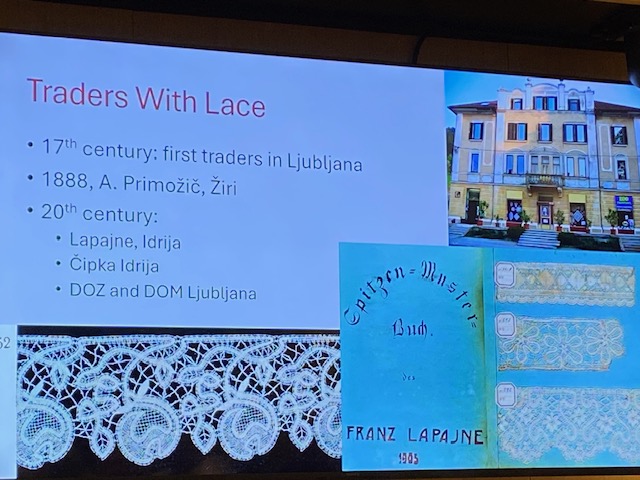 Traders With Lace
• 17th century: first traders in Ljubljana
• 1888, A. Primožič, Žiri
• 20th century:
• Lapajne, Idrija
• Čipka Idrija
• DOZ and DOM Ljubljana
Spitzen=Muster=
Buch.
des
FRANZ LAPAJNE
1905